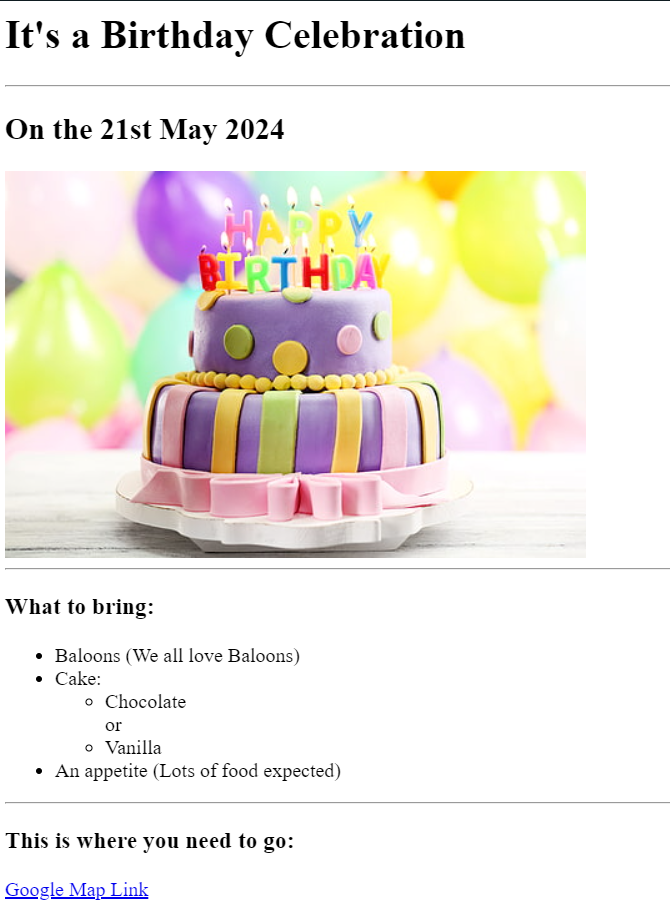 It's a Birthday Celebration
On the 21st May 2024
HAPPY
BIRTHDAY
What to bring:
Baloons (We all love Baloons)
Cake:
Chocolate
or
Vanilla
An appetite (Lots of food expected)
This is where you need to go:
Google Map Link